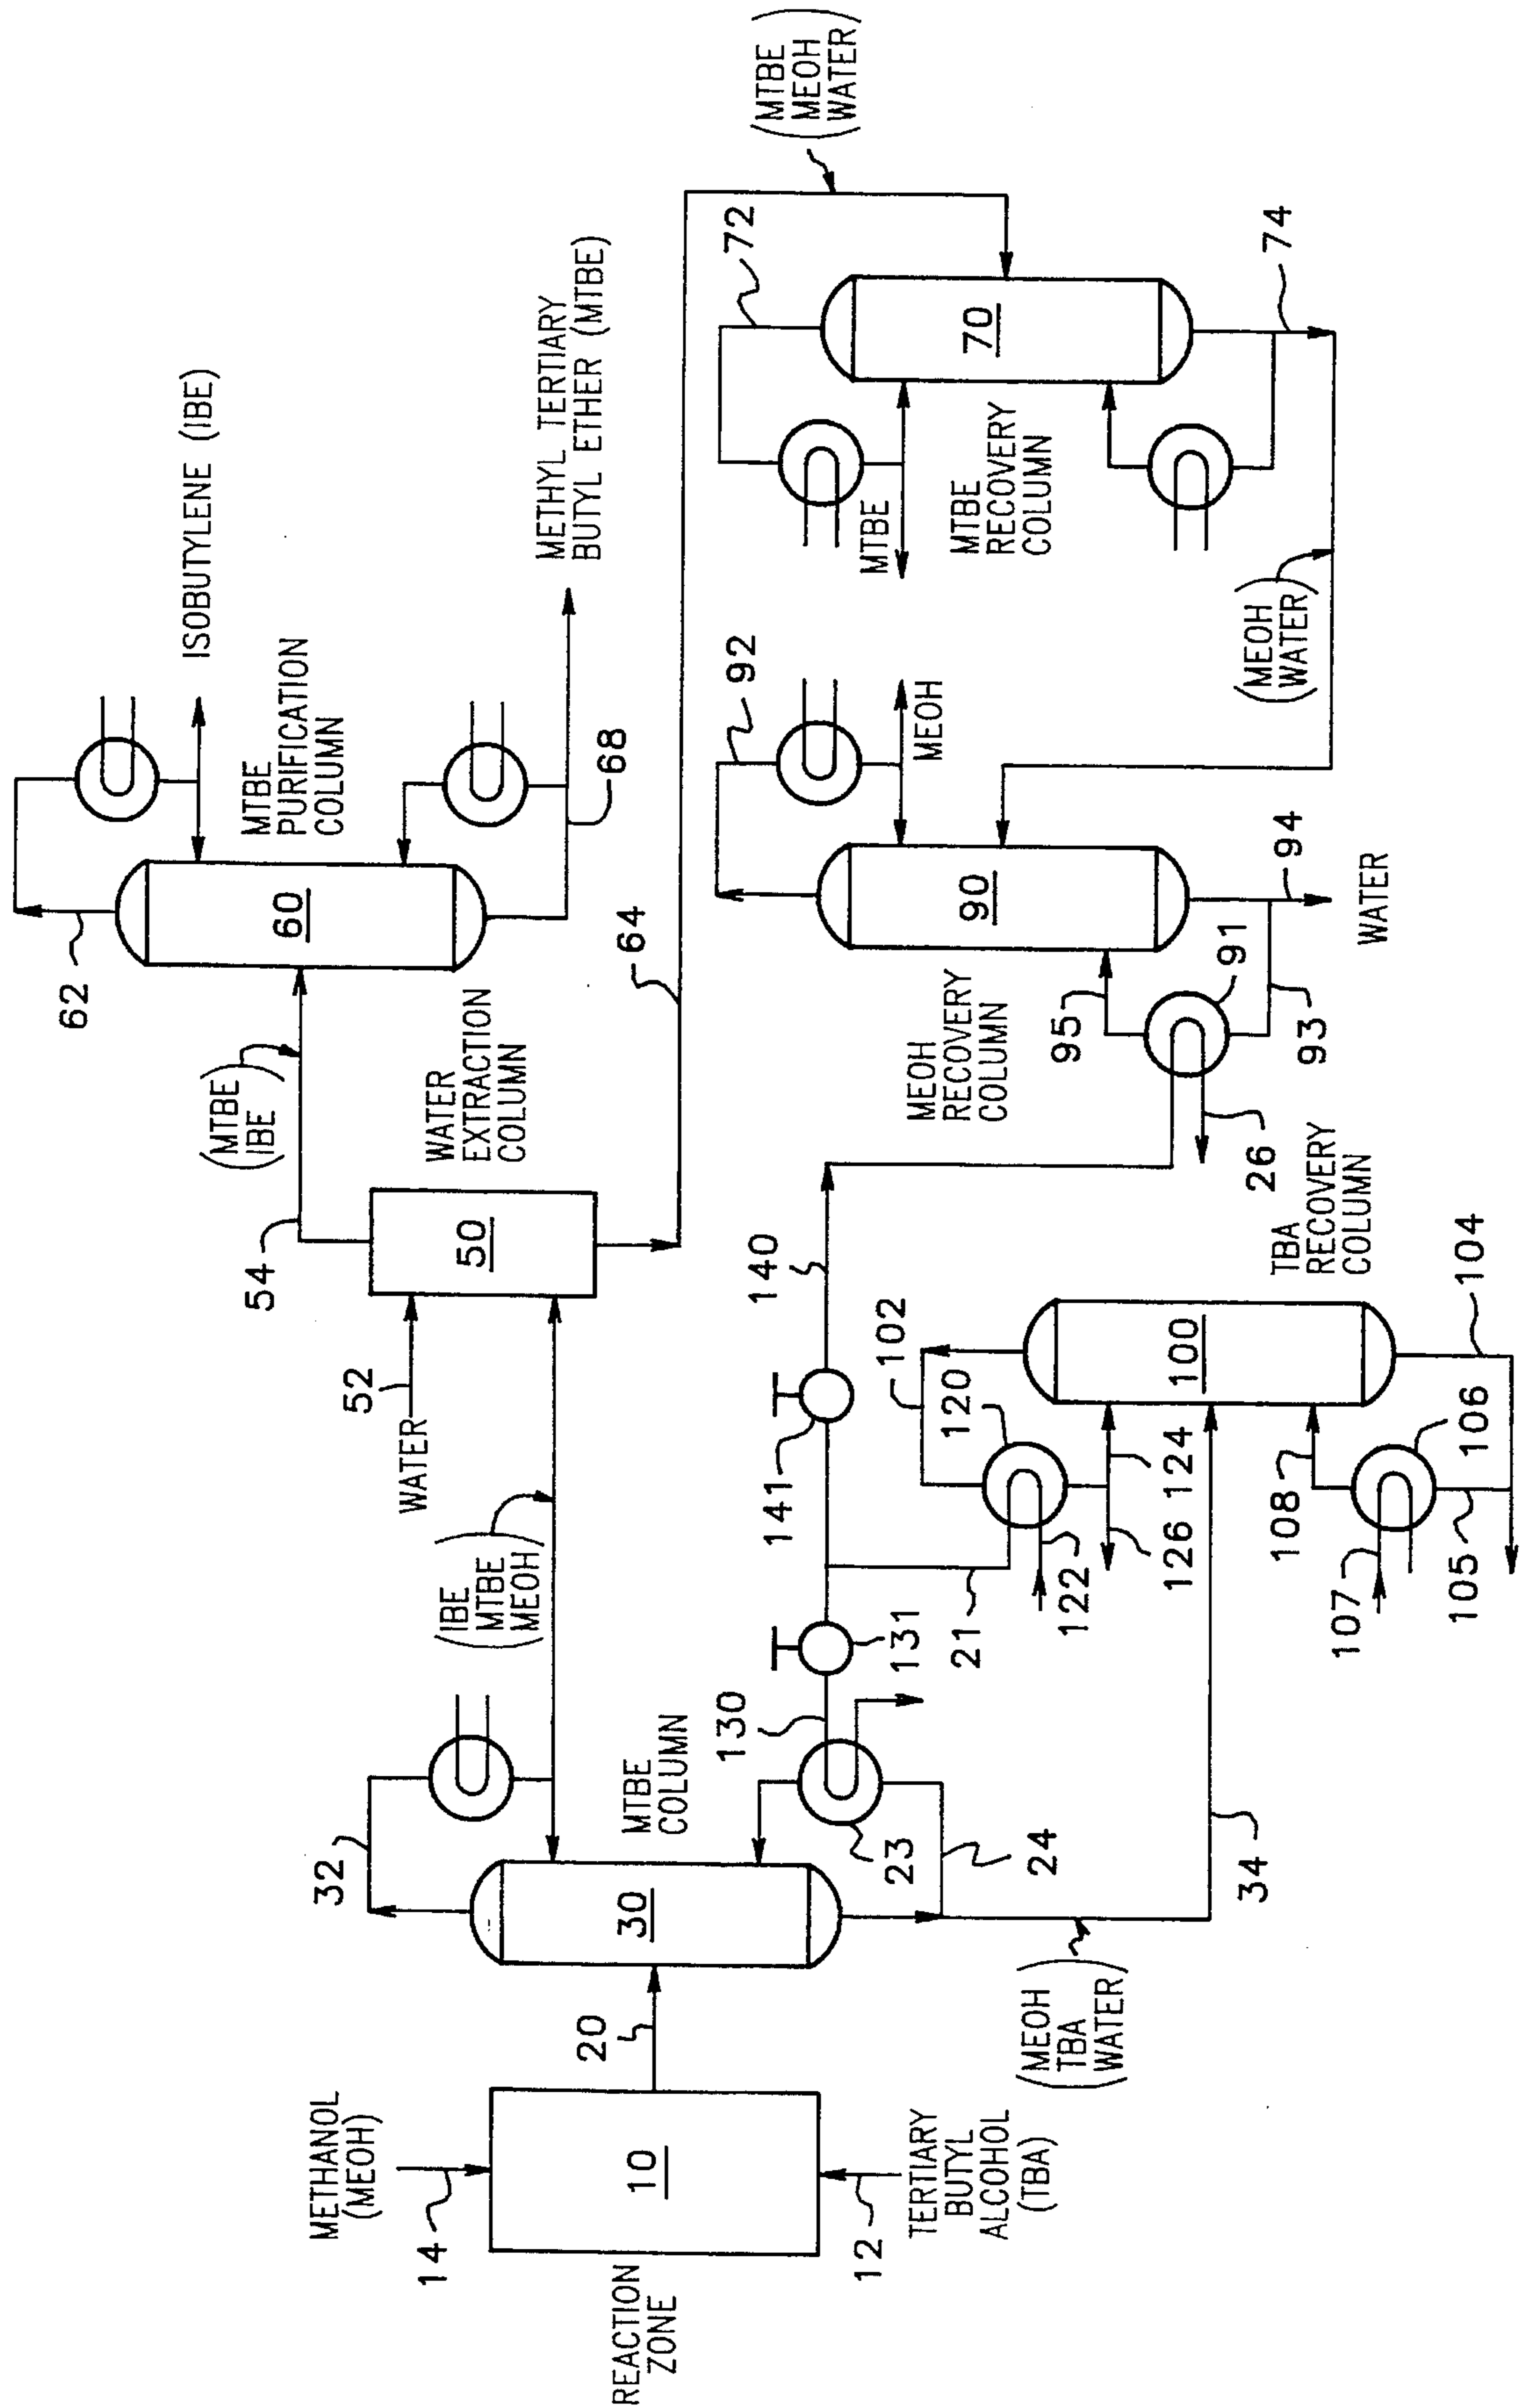 METHANOL
(MEOH)
14
REACTION
ZONE
10
12
TERTIARY
BUTYL
ALCOHOL
(TBA)
20
30
32
MTBE
COLUMN
(MEOH
TBA
WATER)
34
24
23
130
131
(IBE
MTBE
MEOH)
WATER
52
50
WATER
EXTRACTION
COLUMN
54
(MTBE
IBE)
62
60
MTBE
PURIFICATION
COLUMN
ISOBUTYLENE (IBE)
METHYL TERTIARY
BUTYL ETHER (MTBE)
68
64
(MTBE
MEOH
WATER)
72
70
MTBE
MTBE
RECOVERY
COLUMN
74
(MEOH
WATER)
92
MEOH
90
MEOH
RECOVERY
COLUMN
94
WATER
91
93
95
26
140
141
21
122
120
102
100
TBA
RECOVERY
COLUMN
124
126
108
106
107
105
104